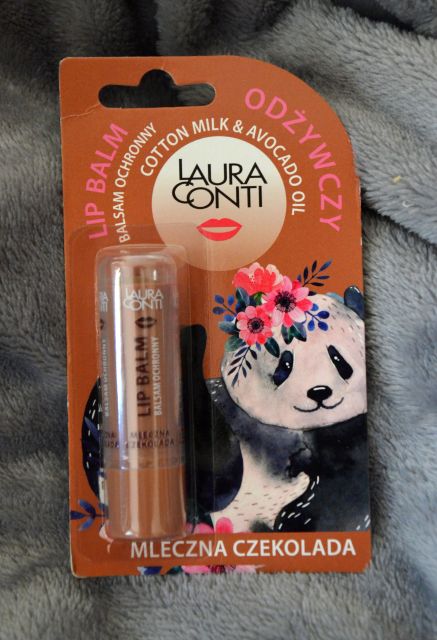 LIP BALM
BALSAM OCHRONNY
COTTON MILK & AVOCADO OIL
ODŻYWCZY
LAURA
CONTI
LAURA
CONTI
LIP BALM
BALSAM OCHRONNY
MLECZNA
CZEKOLADA
MLECZNA CZEKOLADA